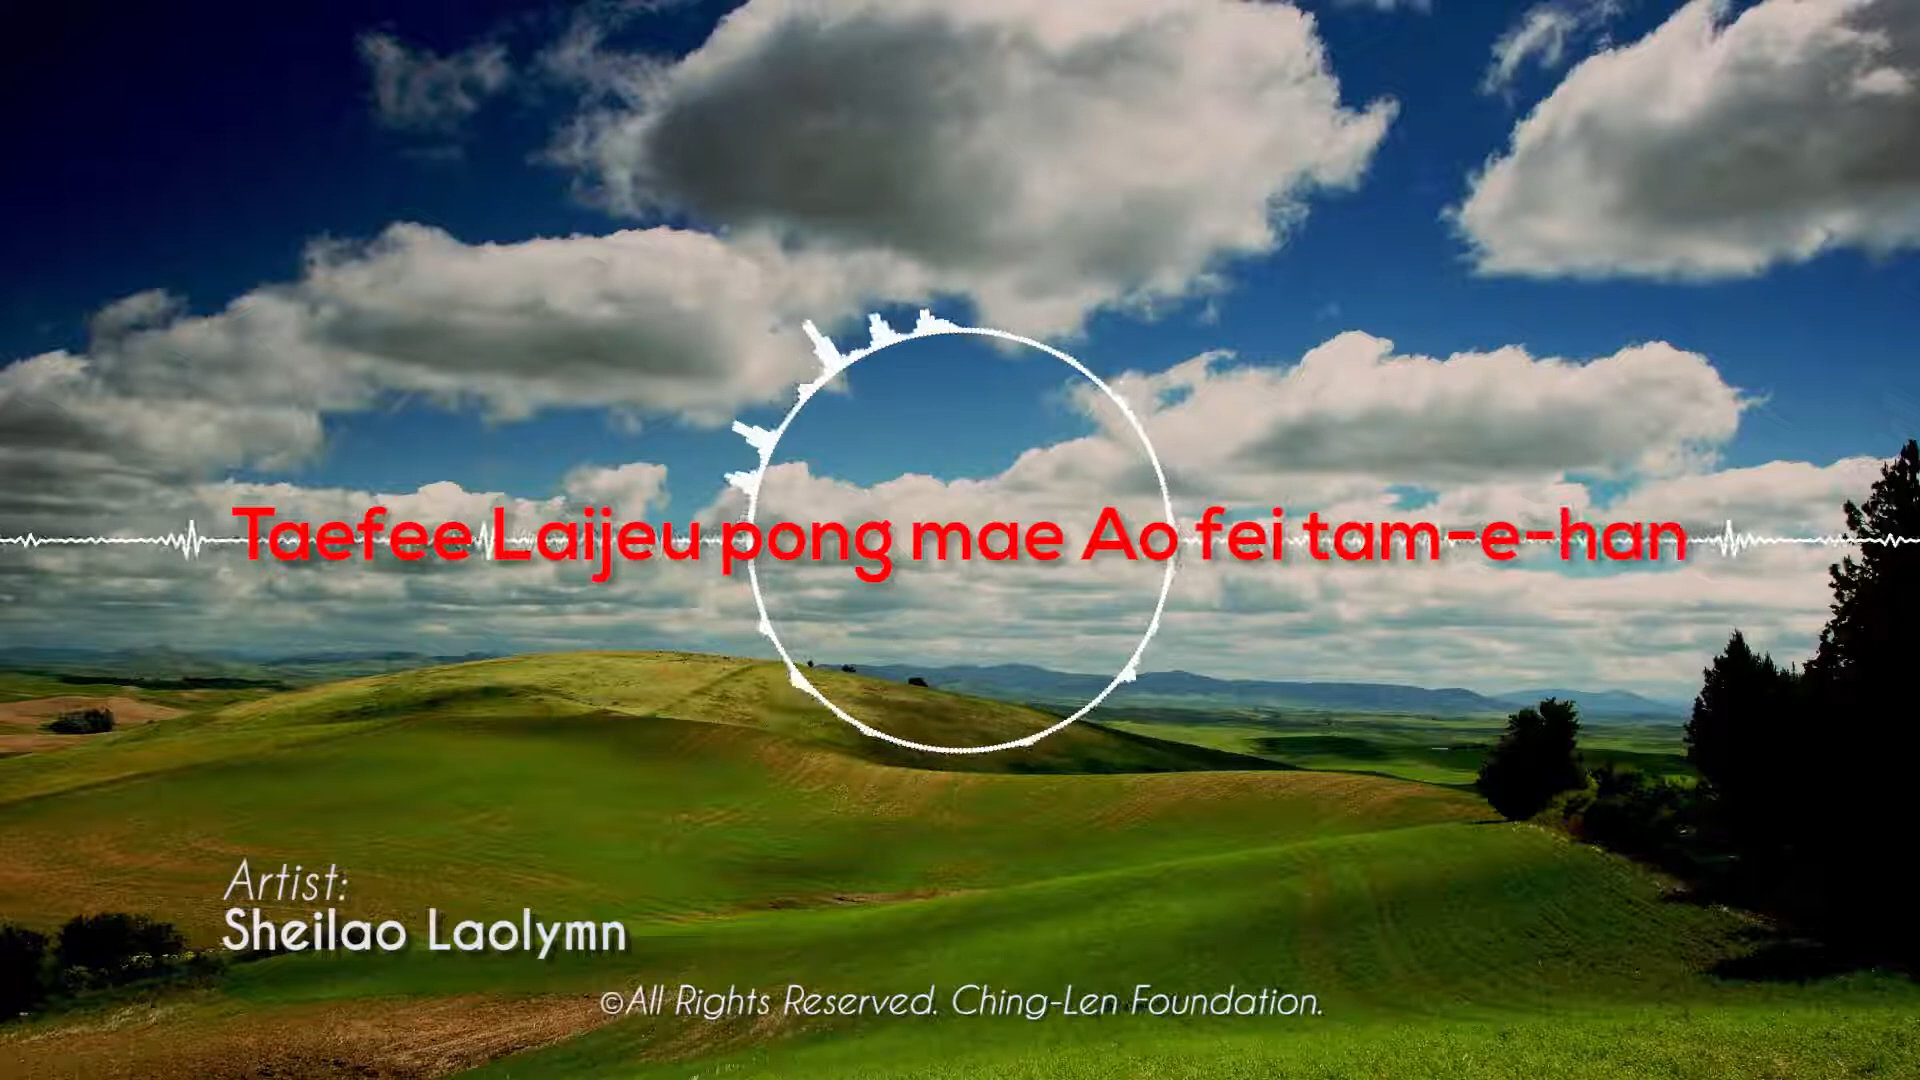 Taefee Laijeu pong mae Ao fei tam-e-han
Artist:
Sheilao Laolymn
©All Rights Reserved. Ching-Len Foundation.